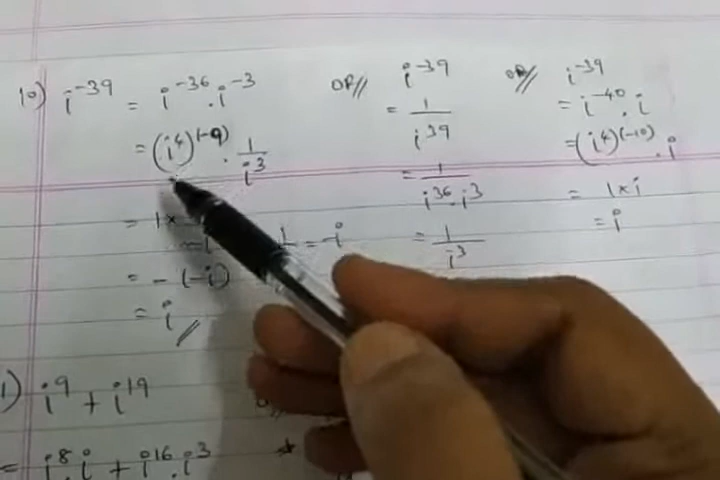 10) i^-39 = i^-36 . i^-3
= (i^4)^(-9) . 1/i^3
= 1 ×
= - (-i)
= i //
OR// i^-39
= 1/i^39
= 1/i^36 . i^3
= 1/i^3
OR// i^-39
= i^-40 . i
= (i^4)^(-10) . i
= 1 × i
= i
= -i
1) i^9 + i^19
= i^8 . i + i^16 . i^3